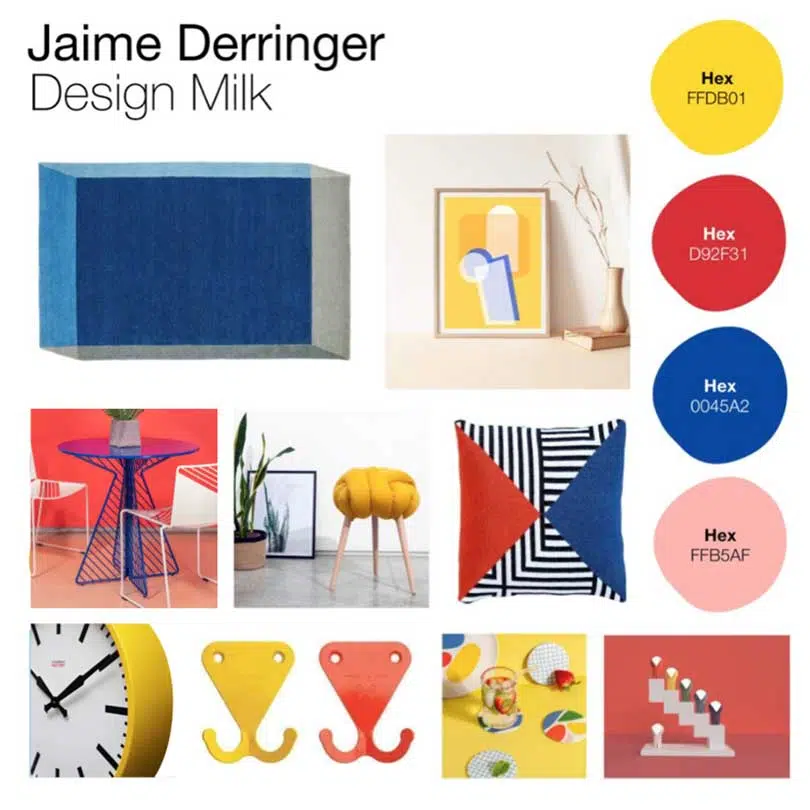 Jaime Derringer
Design Milk
Hex
FFDB01
Hex
D92F31
Hex
0045A2
Hex
FFB5AF